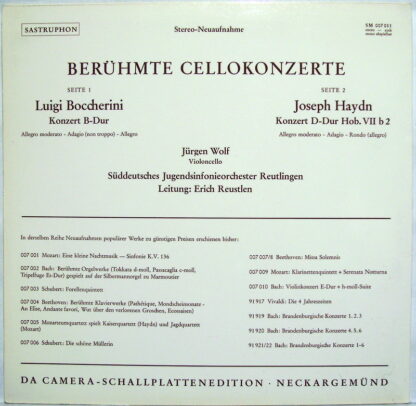 SASTRUPHON
Stereo-Neuaufnahme
SM 007 011
BERÜHMTE CELLOKONZERTE
SEITE 1
Luigi Boccherini
Konzert B-Dur
Allegro moderato - Adagio (non troppo) - Allegro
SEITE 2
Joseph Haydn
Konzert D-Dur Hob. VII b 2
Allegro moderato - Adagio - Rondo (allegro)
Jürgen Wolf
Violoncello
Süddeutsches Jugendsinfonieorchester Reutlingen
Leitung: Erich Reustlen
In derselben Reihe Neuaufnahmen populärer Werke zu günstigen Preisen erschienen bisher:
007 001 Mozart: Eine kleine Nachtmusik — Sinfonie K.V. 136
007 002 Bach: Berühmte Orgelwerke (Tokkata d-moll, Passacaglia c-moll,
Tripelfuge Es-Dur) gespielt auf der Silbermannorgel zu Marmoutier
007 003 Schubert: Forellenquintett
007 004 Beethoven: Berühmte Klavierwerke (Pathétique, Mondscheinsonate -
An Elise, Andante favori, Wut über den verlorenen Groschen, Ecossaisen)
007 005 Mozarteumquartett spielt Kaiserquartett (Haydn) und Jagdquartett
(Mozart)
007 006 Schubert: Die schöne Müllerin
007 007/8 Beethoven: Missa Solemnis
007 009 Mozart: Klarinettenquintett + Serenata Notturna
007 010 Bach: Violinkonzert E-Dur + h-moll-Suite
91 917 Vivaldi: Die 4 Jahreszeiten
91 919 Bach: Brandenburgische Konzerte 1. 2. 3
91 920 Bach: Brandenburgische Konzerte 4. 5. 6
91 921/22 Bach: Brandenburgische Konzerte 1-6
DA CAMERA-SCHALLPLATTENEDITION · NECKARGEMÜND